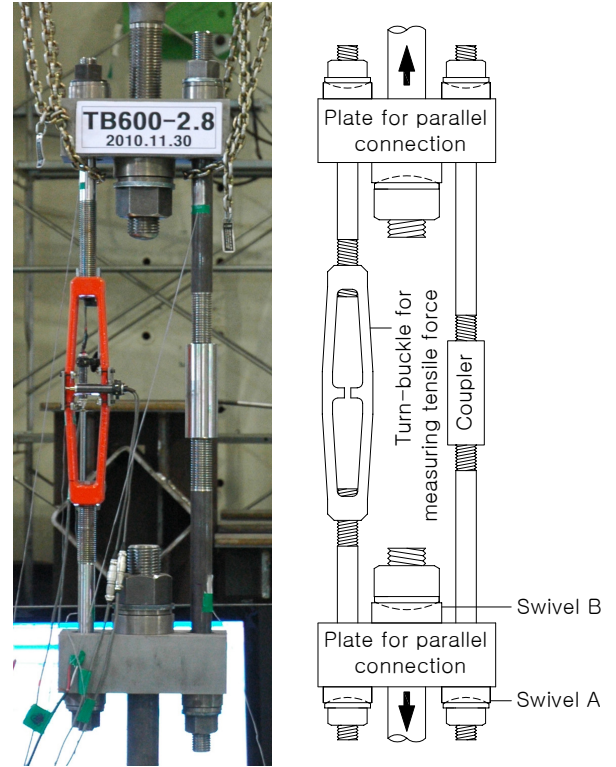 TB600-2.8
2010.11.30
Plate for parallel
connection
Turn-buckle for
measuring tensile force
Coupler
Swivel B
Plate for parallel
connection
Swivel A